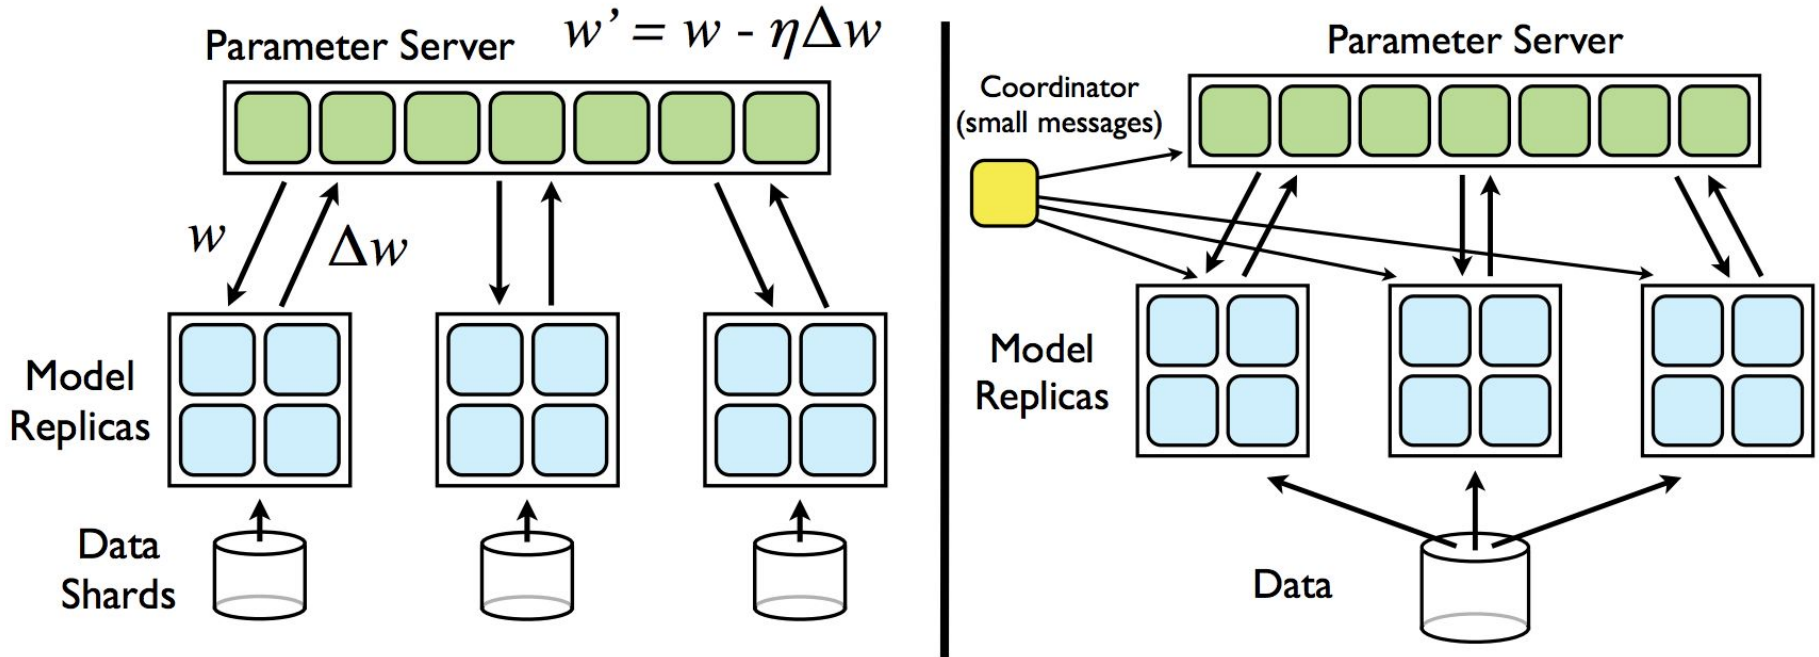 Parameter Server
w’ = w - ηΔw
w
Δw
Model
Replicas
Data
Shards
Parameter Server
Coordinator
(small messages)
Model
Replicas
Data